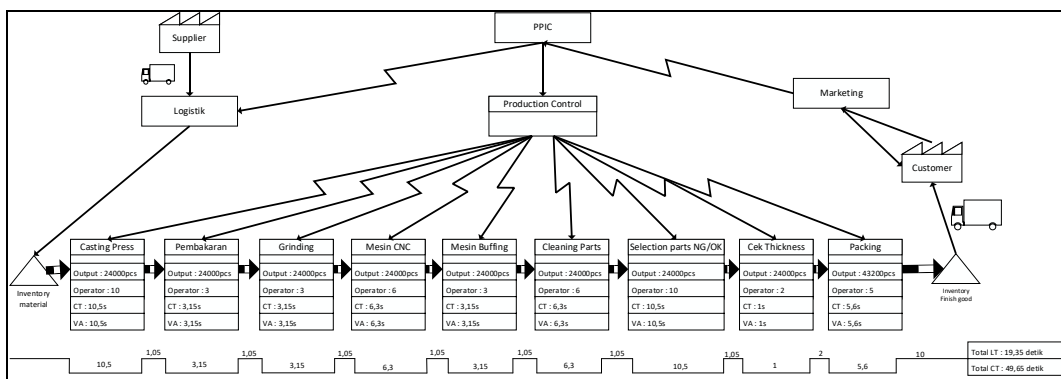 PPIC
Supplier
Marketing
Logistik
Production Control
Customer
Casting Press
Output : 24000pcs
Operator : 10
CT : 10,5s
VA : 10,5s
Pembakaran
Output : 24000pcs
Operator : 3
CT : 3,15s
VA : 3,15s
Grinding
Output : 24000pcs
Operator : 3
CT : 3,15s
VA : 3,15s
Mesin CNC
Output : 24000pcs
Operator : 6
CT : 6,3s
VA : 6,3s
Mesin Buffing
Output : 24000pcs
Operator : 3
CT : 3,15s
VA : 3,15s
Cleaning Parts
Output : 24000pcs
Operator : 6
CT : 6,3s
VA : 6,3s
Selection parts NG/OK
Output : 24000pcs
Operator : 10
CT : 10,5s
VA : 10,5s
Cek Thickness
Output : 24000pcs
Operator : 2
CT : 1s
VA : 1s
Packing
Output : 43200pcs
Operator : 5
CT : 5,6s
VA : 5,6s
Inventory
material
Inventory
Finish good
1,05 1,05 1,05 1,05 1,05 1,05 1,05 2 10
10,5 3,15 3,15 6,3 3,15 6,3 10,5 1 5,6
Total LT : 19,35 detik
Total CT : 49,65 detik